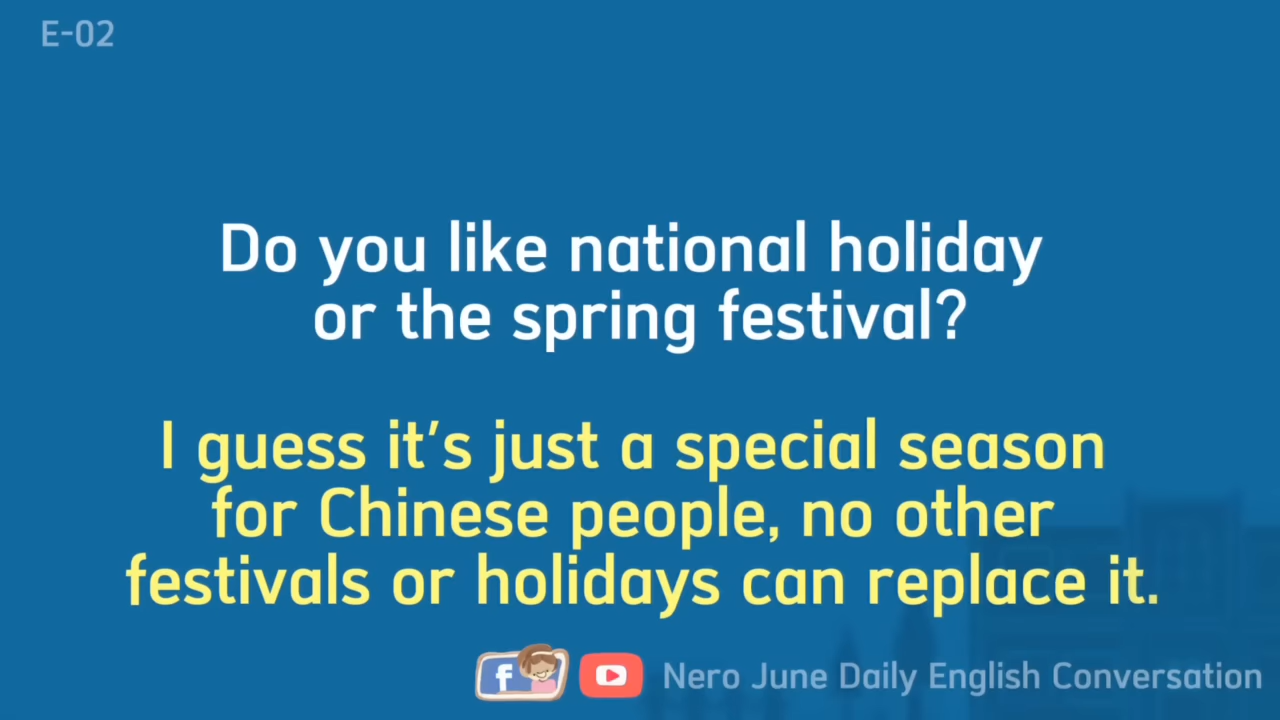 E-02
Do you like national holiday
or the spring festival?
I guess it's just a special season
for Chinese people, no other
festivals or holidays can replace it.
f
Nero June Daily English Conversation